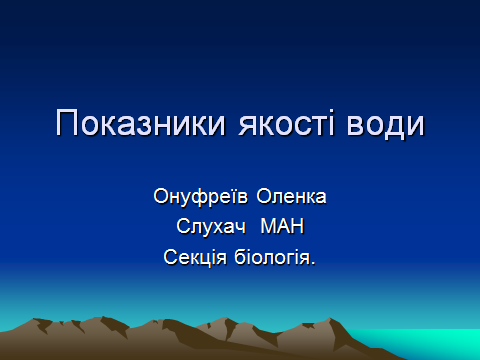 Показники якості води
Онуфреїв Оленка
Слухач МАН
Секція біологія.